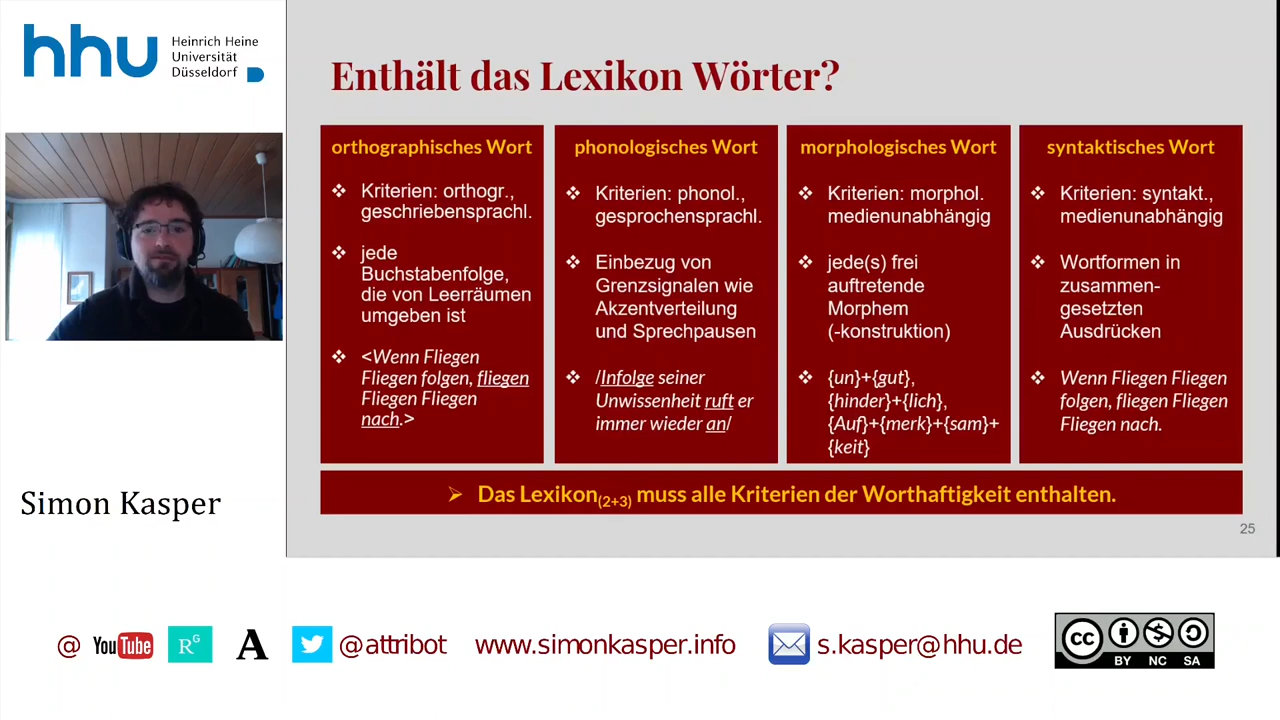 hhu
Heinrich Heine
Universität
Düsseldorf
Enthält das Lexikon Wörter?
orthographisches Wort
❖ Kriterien: orthogr.,
geschriebensprachl.
❖ jede
Buchstabenfolge,
die von Leerräumen
umgeben ist
❖ <Wenn Fliegen
Fliegen folgen, fliegen
Fliegen Fliegen
nach.>
phonologisches Wort
❖ Kriterien: phonol.,
gesprochensprachl.
❖ Einbezug von
Grenzsignalen wie
Akzentverteilung
und Sprechpausen
❖ /Infolge seiner
Unwissenheit ruft er
immer wieder an/
morphologisches Wort
❖ Kriterien: morphol.
medienunabhängig
❖ jede(s) frei
auftretende
Morphem
(-konstruktion)
❖ {un}+{gut},
{hinder}+{lich},
{Auf}+{merk}+{sam}+
{keit}
syntaktisches Wort
❖ Kriterien: syntakt.,
medienunabhängig
❖ Wortformen in
zusammen-
gesetzten
Ausdrücken
❖ Wenn Fliegen Fliegen
folgen, fliegen Fliegen
Fliegen nach.
➢ Das Lexikon(2+3) muss alle Kriterien der Worthaftigkeit enthalten.
25
Simon Kasper
@ YouTube RG A @attribot www.simonkasper.info s.kasper@hhu.de
cc BY NC SA